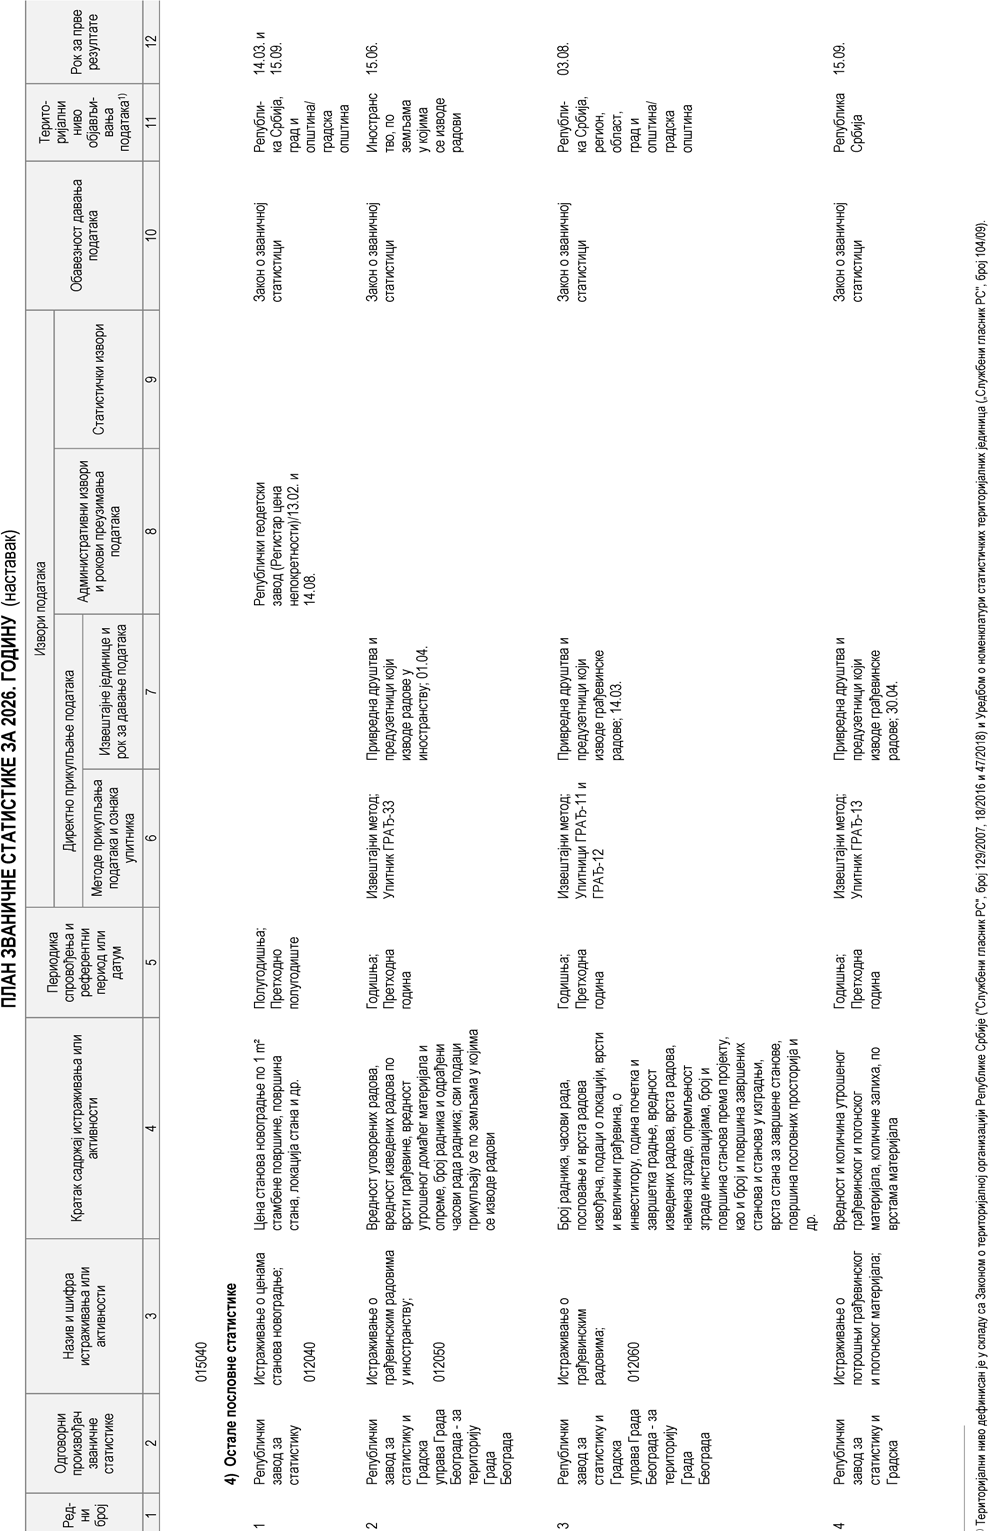 ПЛАН ЗВАНИЧНЕ СТАТИСТИКЕ ЗА 2026. ГОДИНУ (наставак)
Ред-
ни
број
Одговорни
произвођач
званичне
статистике
Назив и шифра
истраживања или
активности
Кратак садржај истраживања или
активности
Периодика
спровођења и
референтни
период или
датум
Извори података
Директно прикупљање података
Методе прикупљања
података и ознака
упитника
Извештајне јединице и
рок за давање података
Административни извори
и рокови преузимања
података
Статистички извори
Обавезност давања
података
Терито-
ријални
ниво
објављи-
вања
података1)
Рок за прве
резултате
1
2
3
4
5
6
7
8
9
10
11
12
015040
4) Остале пословне статистике
1
Републички
завод за
статистику
Истраживање о ценама
станова новоградње;
012040
Цена станова новоградње по 1 m²
стамбене површине, површина
стана, локација стана и др.
Полугодишња;
Претходно
полугодиште
Републички геодетски
завод (Регистар цена
непокретности)/13.02. и
14.08.
Закон о званичној
статистици
Републи-
ка Србија,
град и
општина/
градска
општина
14.03. и
15.09.
2
Републички
завод за
статистику и
Градска
управа Града
Београда - за
територију
Града
Београда
Истраживање о
грађевинским радовима
у иностранству;
012050
Вредност уговорених радова,
вредност изведених радова по
врсти грађевине, вредност
утрошеног домаћег материјала и
опреме, број радника и одрађени
часови рада радника; сви подаци
прикупљају се по земљама у којима
се изводе радови
Годишња;
Претходна
година
Извештајни метод;
Упитник ГРАЂ-33
Привредна друштва и
предузетници који
изводе радове у
иностранству; 01.04.
Закон о званичној
статистици
Иностранс
тво, по
земљама
у којима
се изводе
радови
15.06.
3
Републички
завод за
статистику и
Градска
управа Града
Београда - за
територију
Града
Београда
Истраживање о
грађевинским
радовима;
012060
Број радника, часови рада,
пословање и врста радова
извођача, подаци о локацији, врсти
и величини грађевина, о
инвеститору, година почетка и
завршетка градње, вредност
изведених радова, врста радова,
намена зграде, опремљеност
зграде инсталацијама, број и
површина станова према пројекту,
као и број и површина завршених
станова и станова у изградњи,
врста стана за завршене станове,
површина пословних просторија и
др.
Годишња;
Претходна
година
Извештајни метод;
Упитници ГРАЂ-11 и
ГРАЂ-12
Привредна друштва и
предузетници који
изводе грађевинске
радове; 14.03.
Закон о званичној
статистици
Републи-
ка Србија,
регион,
област,
град и
општина/
градска
општина
03.08.
4
Републички
завод за
статистику и
Градска
Истраживање о
потрошњи грађевинског
и погонског материјала;
Вредност и количина утрошеног
грађевинског и погонског
материјала, количине залиха, по
врстама материјала
Годишња;
Претходна
година
Извештајни метод;
Упитник ГРАЂ-13
Привредна друштва и
предузетници који
изводе грађевинске
радове; 30.04.
Закон о званичној
статистици
Република
Србија
15.09.
) Територијални ниво дефинисан је у складу са Законом о територијалној организацији Републике Србије ("Службени гласник РС", број 129/2007, 18/2016 и 47/2018) и Уредбом о номенклатури статистичких територијалних јединица („Службени гласник РС", број 104/09).